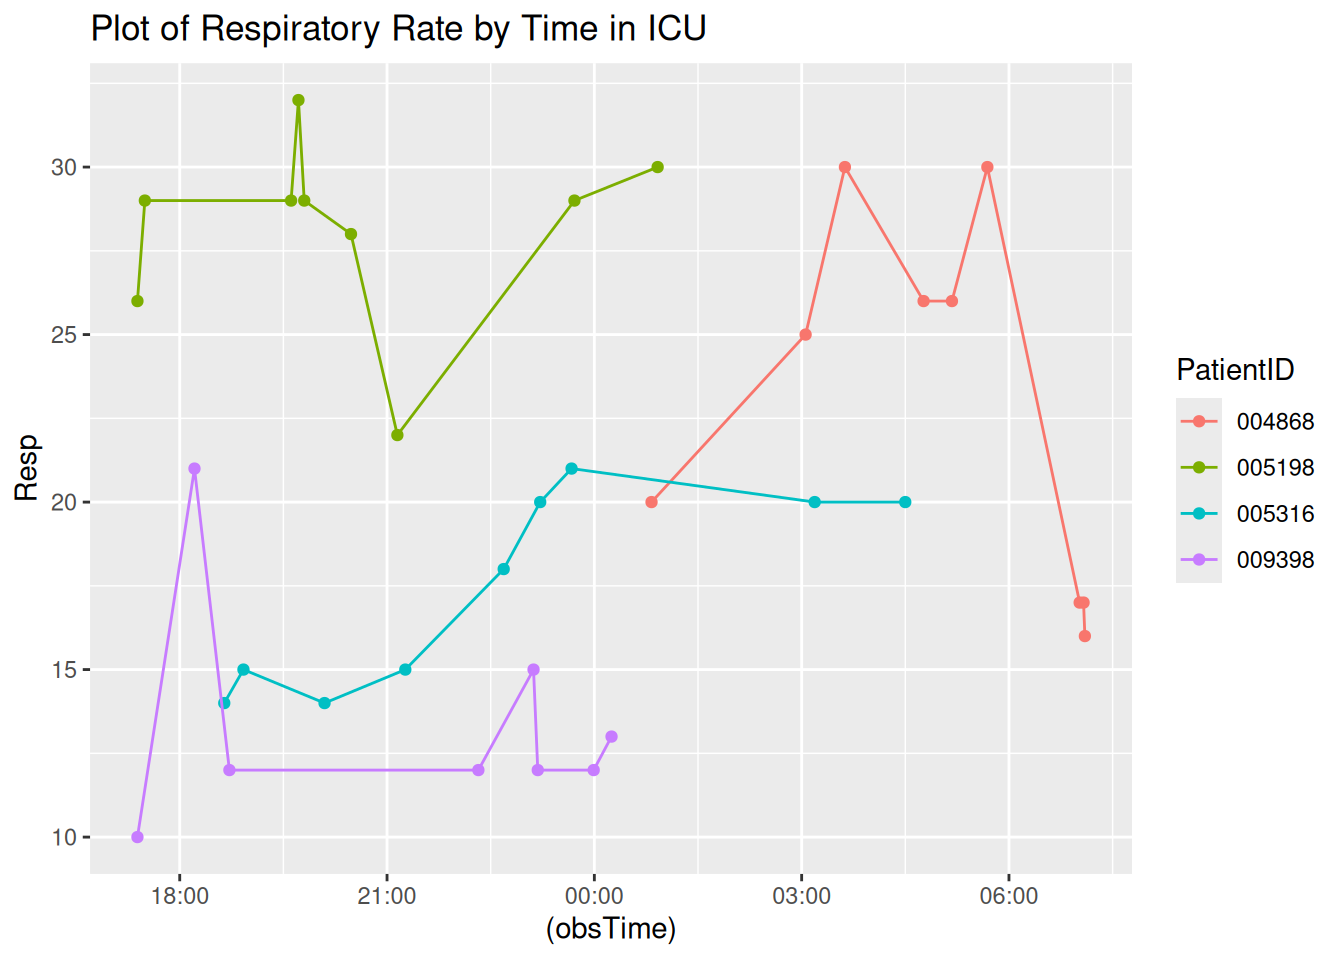 Plot of Respiratory Rate by Time in ICU
Resp
30
25
20
15
10
18:00 21:00 00:00 03:00 06:00
(obsTime)
PatientID
004868
005198
005316
009398